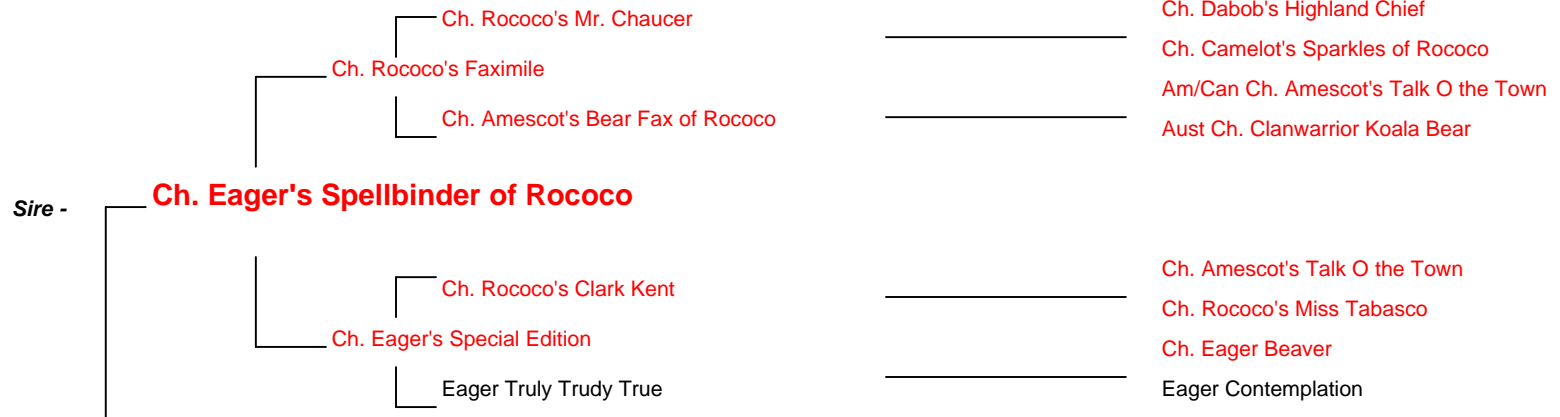 Ch. Dabob's Highland Chief
Ch. Rococo's Mr. Chaucer
Ch. Camelot's Sparkles of Rococo
Ch. Rococo's Faximile
Am/Can Ch. Amescot's Talk O the Town
Ch. Amescot's Bear Fax of Rococo
Aust Ch. Clanwarrior Koala Bear
Sire - Ch. Eager's Spellbinder of Rococo
Ch. Amescot's Talk O the Town
Ch. Rococo's Clark Kent
Ch. Rococo's Miss Tabasco
Ch. Eager's Special Edition
Ch. Eager Beaver
Eager Truly Trudy True
Eager Contemplation